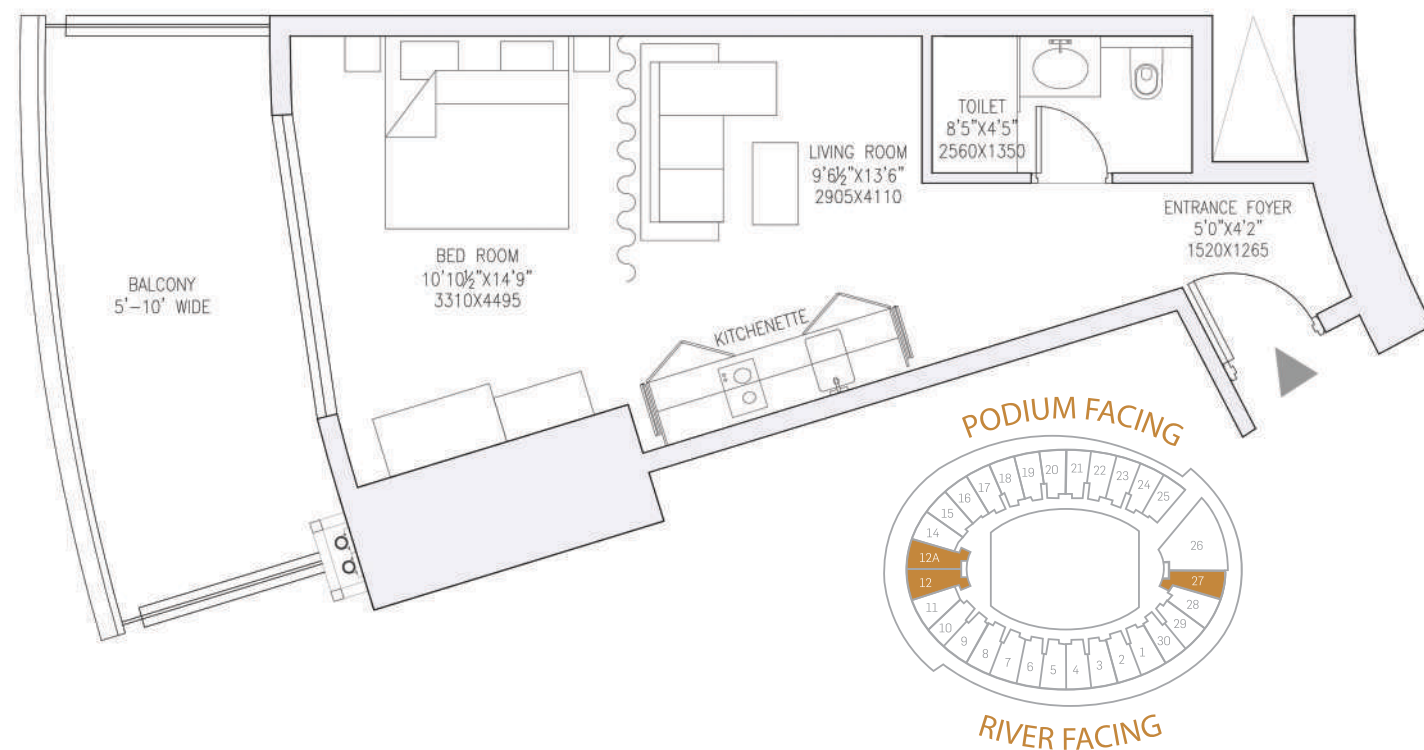 TOILET
8'5"X4'5"
2560X1350
LIVING ROOM
9'6½"X13'6"
2905X4110
ENTRANCE FOYER
5'0"X4'2"
1520X1265
BED ROOM
10'10½"X14'9"
3310X4495
BALCONY
5'-10' WIDE
KITCHENETTE
PODIUM FACING
14
15
16
17
18
19
20
21
22
23
24
25
26
12A
12
27
11
10
9
8
7
6
5
4
3
2
1
30
29
28
RIVER FACING